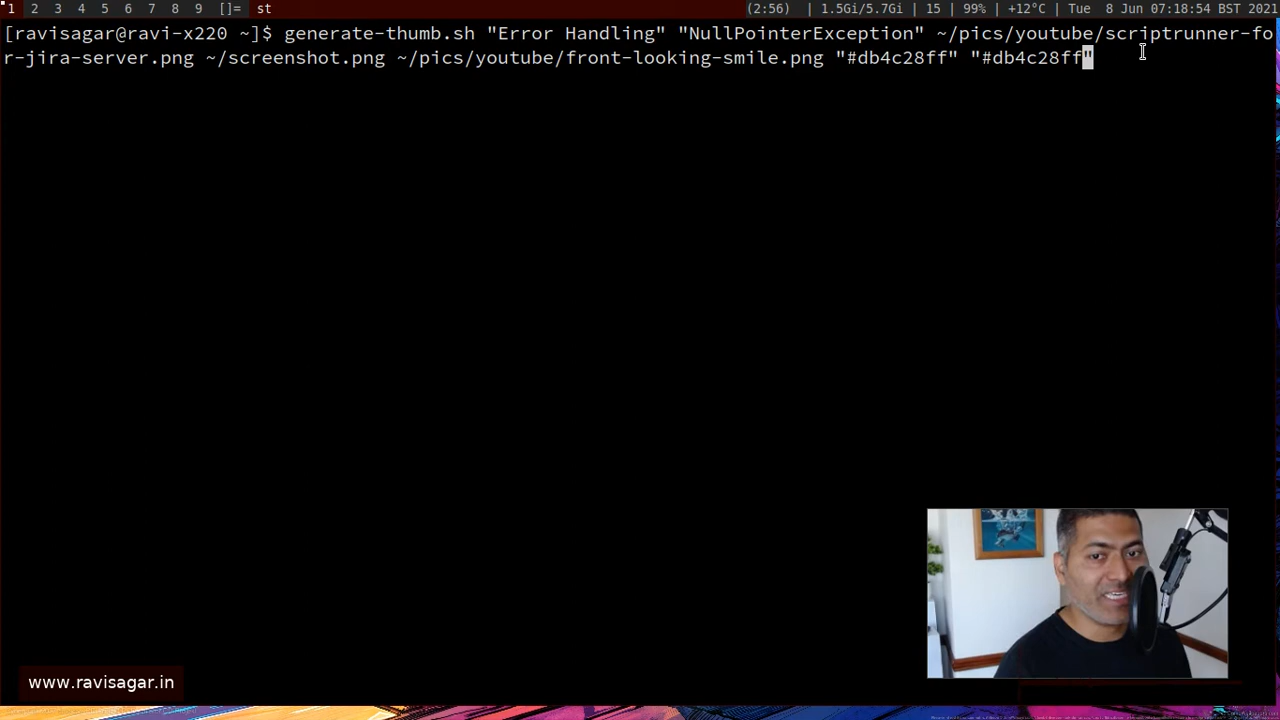 1 2 3 4 5 6 7 8 9 []= st (2:56) | 1.5Gi/5.7Gi | 15 | 99% | +12°C | Tue 8 Jun 07:18:54 BST 2021
[ravisagar@ravi-x220 ~]$ generate-thumb.sh "Error Handling" "NullPointerException" ~/pics/youtube/scriptrunner-fo
r-jira-server.png ~/screenshot.png ~/pics/youtube/front-looking-smile.png "#db4c28ff" "#db4c28ff"
www.ravisagar.in